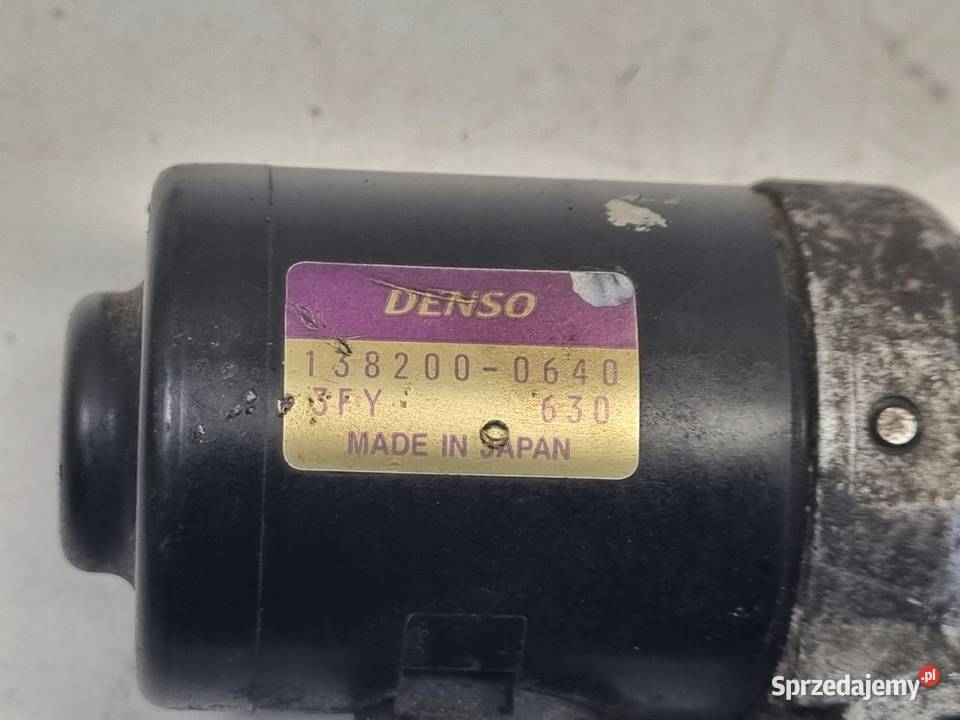 DENSO
138200-0640
3FY 630
MADE IN JAPAN
Sprzedajemy.pl